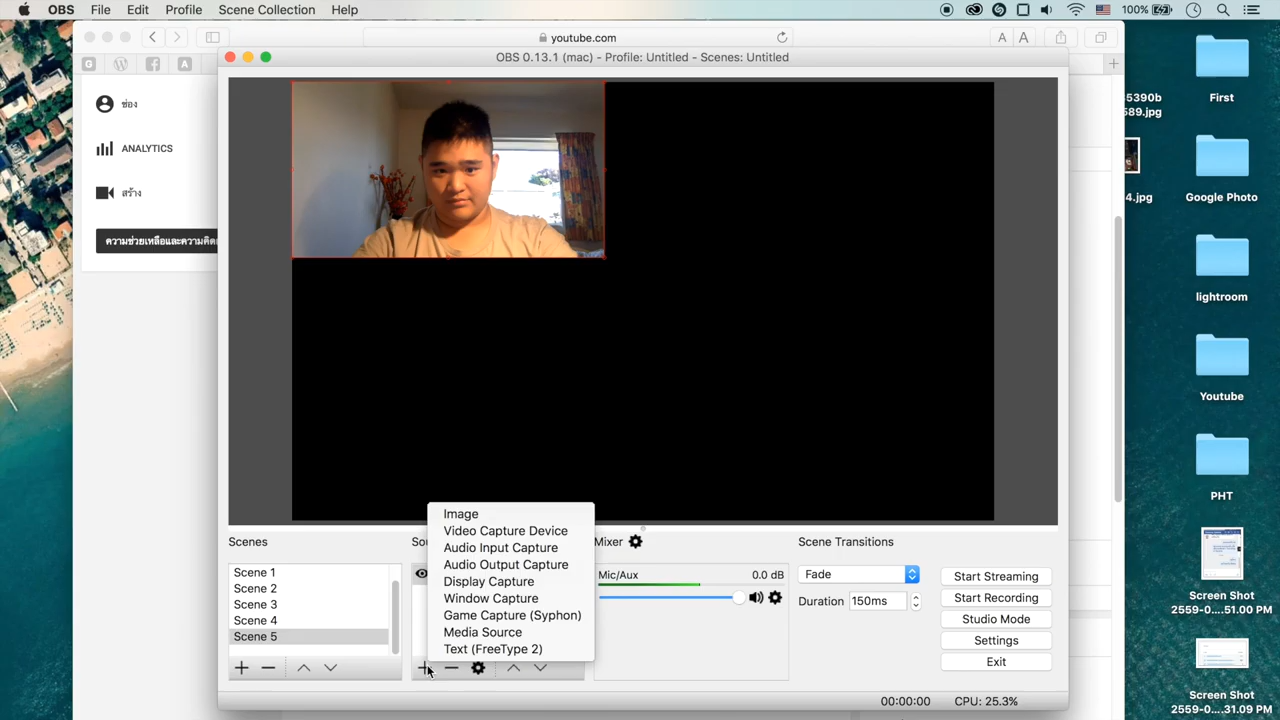 OBS File Edit Profile Scene Collection Help 100%
youtube.com
A A
G A
OBS 0.13.1 (mac) - Profile: Untitled - Scenes: Untitled
ช่อง
ANALYTICS
สร้าง
First
Google Photo
lightroom
Youtube
PHT
5390b
589.jpg
4.jpg
Screen Shot
2559-0....51.00 PM
Screen Shot
2559-0....31.09 PM
Image
Video Capture Device
Audio Input Capture
Audio Output Capture
Display Capture
Window Capture
Game Capture (Syphon)
Media Source
Text (FreeType 2)
Scenes
Scene 1
Scene 2
Scene 3
Scene 4
Scene 5
Mixer
Mic/Aux 0.0 dB
Scene Transitions
Fade
Duration 150ms
Start Streaming
Start Recording
Studio Mode
Settings
Exit
00:00:00 CPU: 25.3%